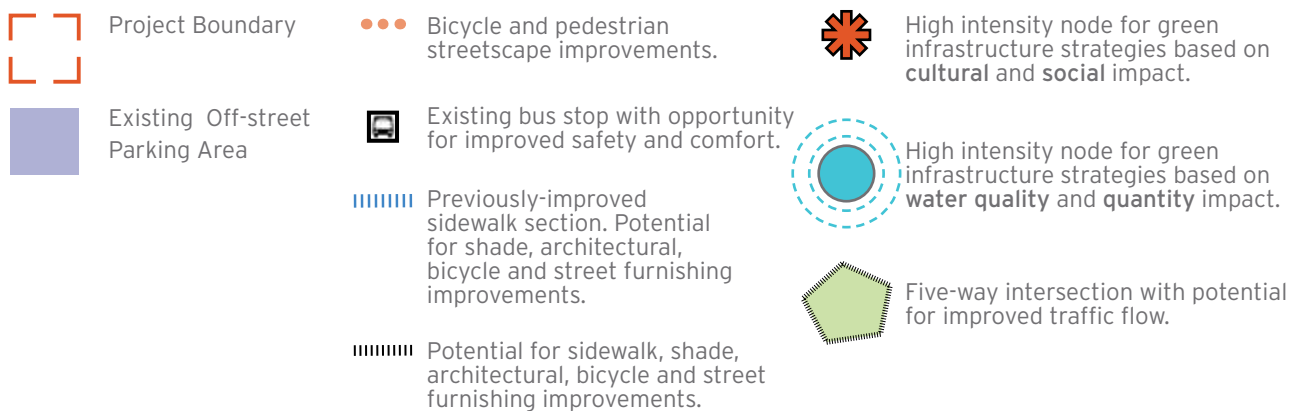 Project Boundary
Existing Off-street
Parking Area
Bicycle and pedestrian
streetscape improvements.
Existing bus stop with opportunity
for improved safety and comfort.
Previously-improved
sidewalk section. Potential
for shade, architectural,
bicycle and street furnishing
improvements.
Potential for sidewalk, shade,
architectural, bicycle and street
furnishing improvements.
High intensity node for green
infrastructure strategies based on
cultural and social impact.
High intensity node for green
infrastructure strategies based on
water quality and quantity impact.
Five-way intersection with potential
for improved traffic flow.